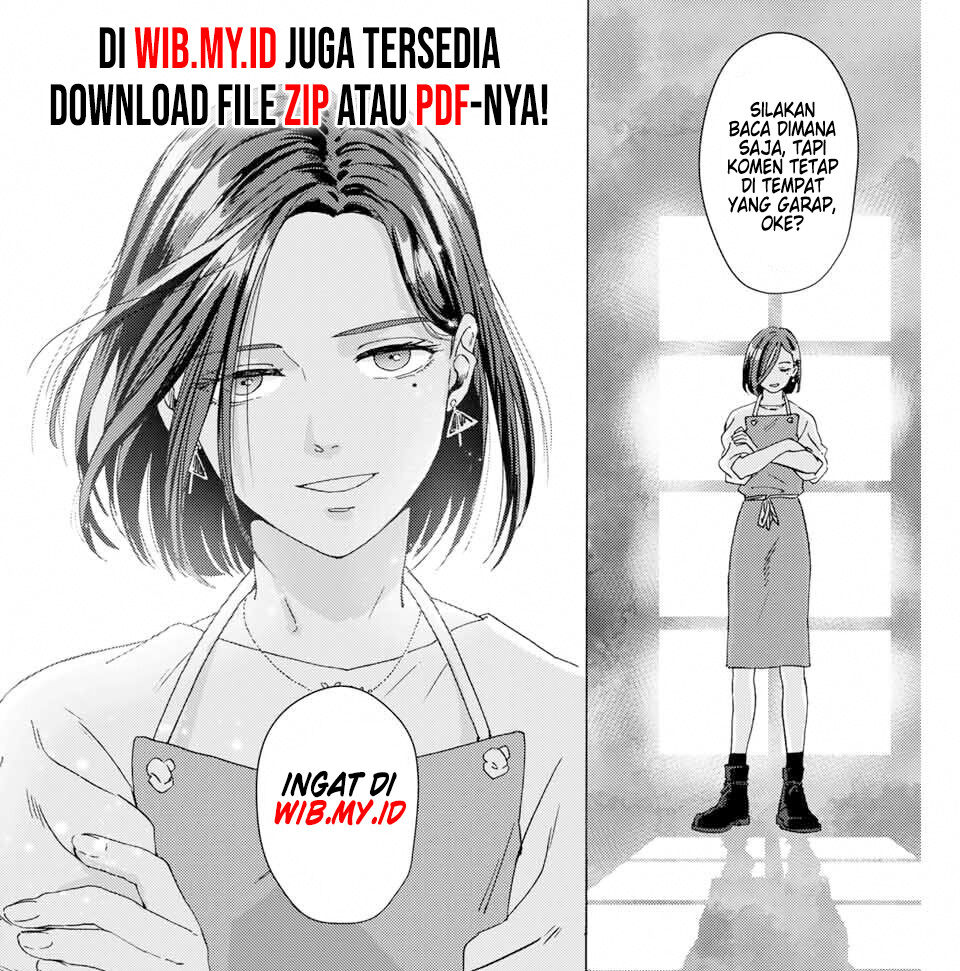 DI WIB.MY.ID JUGA TERSEDIA
DOWNLOAD FILE ZIP ATAU PDF-NYA!
SILAKAN
BACA DIMANA
SAJA, TAPI
KOMEN TETAP
DI TEMPAT
YANG GARAP,
OKE?
INGAT DI
WIB.MY.ID